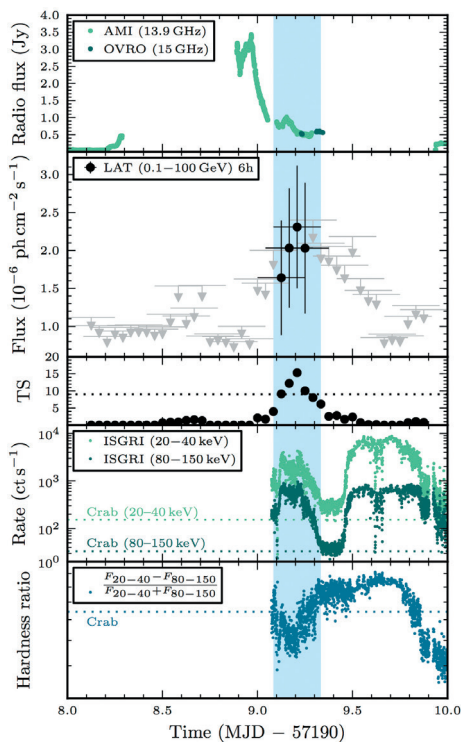 AMI (13.9 GHz)
OVRO (15 GHz)
Radio flux (Jy)
4.0
3.5
3.0
2.5
2.0
1.5
1.0
0.5
LAT (0.1−100 GeV) 6h
Flux (10⁻⁶ ph cm⁻² s⁻¹)
3.0
2.5
2.0
1.5
1.0
TS
20
15
10
5
0
ISGRI (20−40 keV)
ISGRI (80−150 keV)
Rate (ct s⁻¹)
10⁴
10³
10²
Crab (20−40 keV)
Crab (80−150 keV)
10⁰
F20−40−F80−150
F20−40+F80−150
Crab
Hardness ratio
8.0 8.5 9.0 9.5 10.0
Time (MJD − 57190)